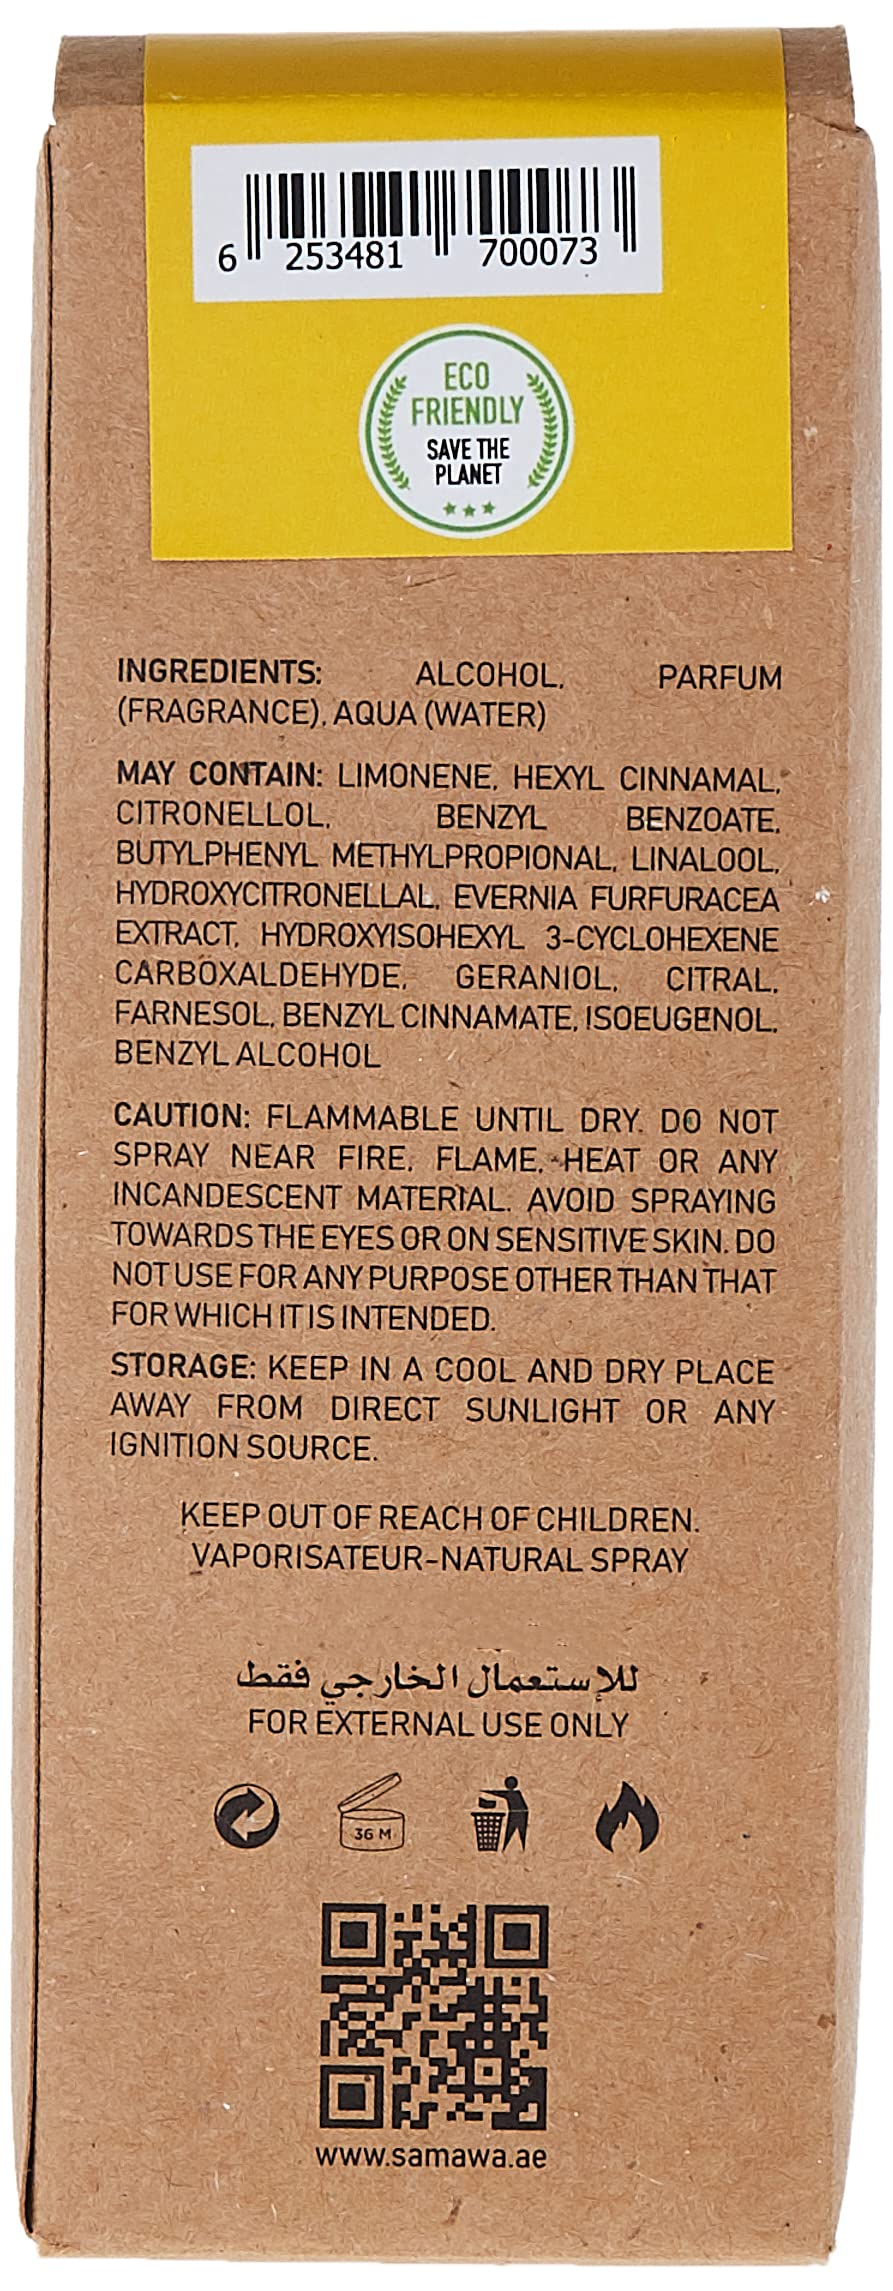 6 253481 700073
ECO
FRIENDLY
SAVE THE
PLANET
INGREDIENTS: ALCOHOL, PARFUM
(FRAGRANCE), AQUA (WATER)
MAY CONTAIN: LIMONENE, HEXYL CINNAMAL,
CITRONELLOL, BENZYL BENZOATE,
BUTYLPHENYL METHYLPROPIONAL, LINALOOL,
HYDROXYCITRONELLAL, EVERNIA FURFURACEA
EXTRACT, HYDROXYISOHEXYL 3-CYCLOHEXENE
CARBOXALDEHYDE, GERANIOL, CITRAL,
FARNESOL, BENZYL CINNAMATE, ISOEUGENOL,
BENZYL ALCOHOL
CAUTION: FLAMMABLE UNTIL DRY. DO NOT
SPRAY NEAR FIRE, FLAME, HEAT OR ANY
INCANDESCENT MATERIAL. AVOID SPRAYING
TOWARDS THE EYES OR ON SENSITIVE SKIN. DO
NOT USE FOR ANY PURPOSE OTHER THAN THAT
FOR WHICH IT IS INTENDED.
STORAGE: KEEP IN A COOL AND DRY PLACE
AWAY FROM DIRECT SUNLIGHT OR ANY
IGNITION SOURCE.
KEEP OUT OF REACH OF CHILDREN.
VAPORISATEUR-NATURAL SPRAY
للإستعمال الخارجي فقط
FOR EXTERNAL USE ONLY
36 M
www.samawa.ae